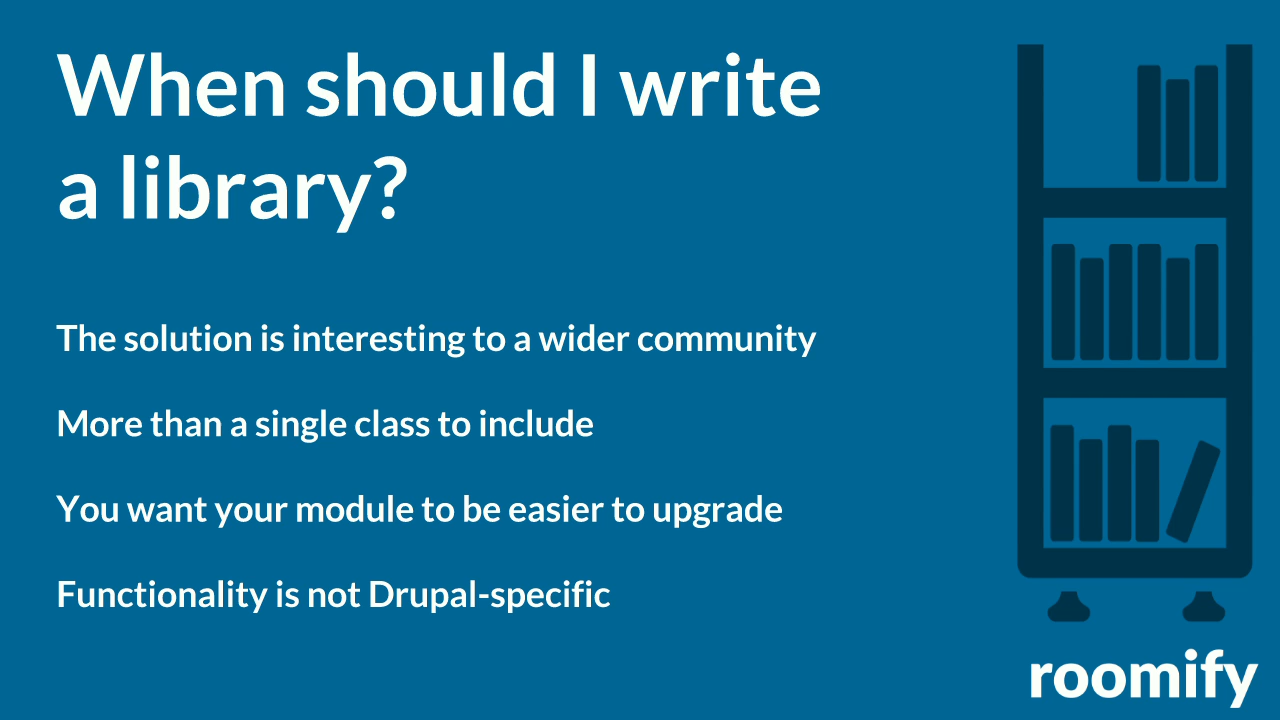 When should I write
a library?
The solution is interesting to a wider community
More than a single class to include
You want your module to be easier to upgrade
Functionality is not Drupal-specific
roomify